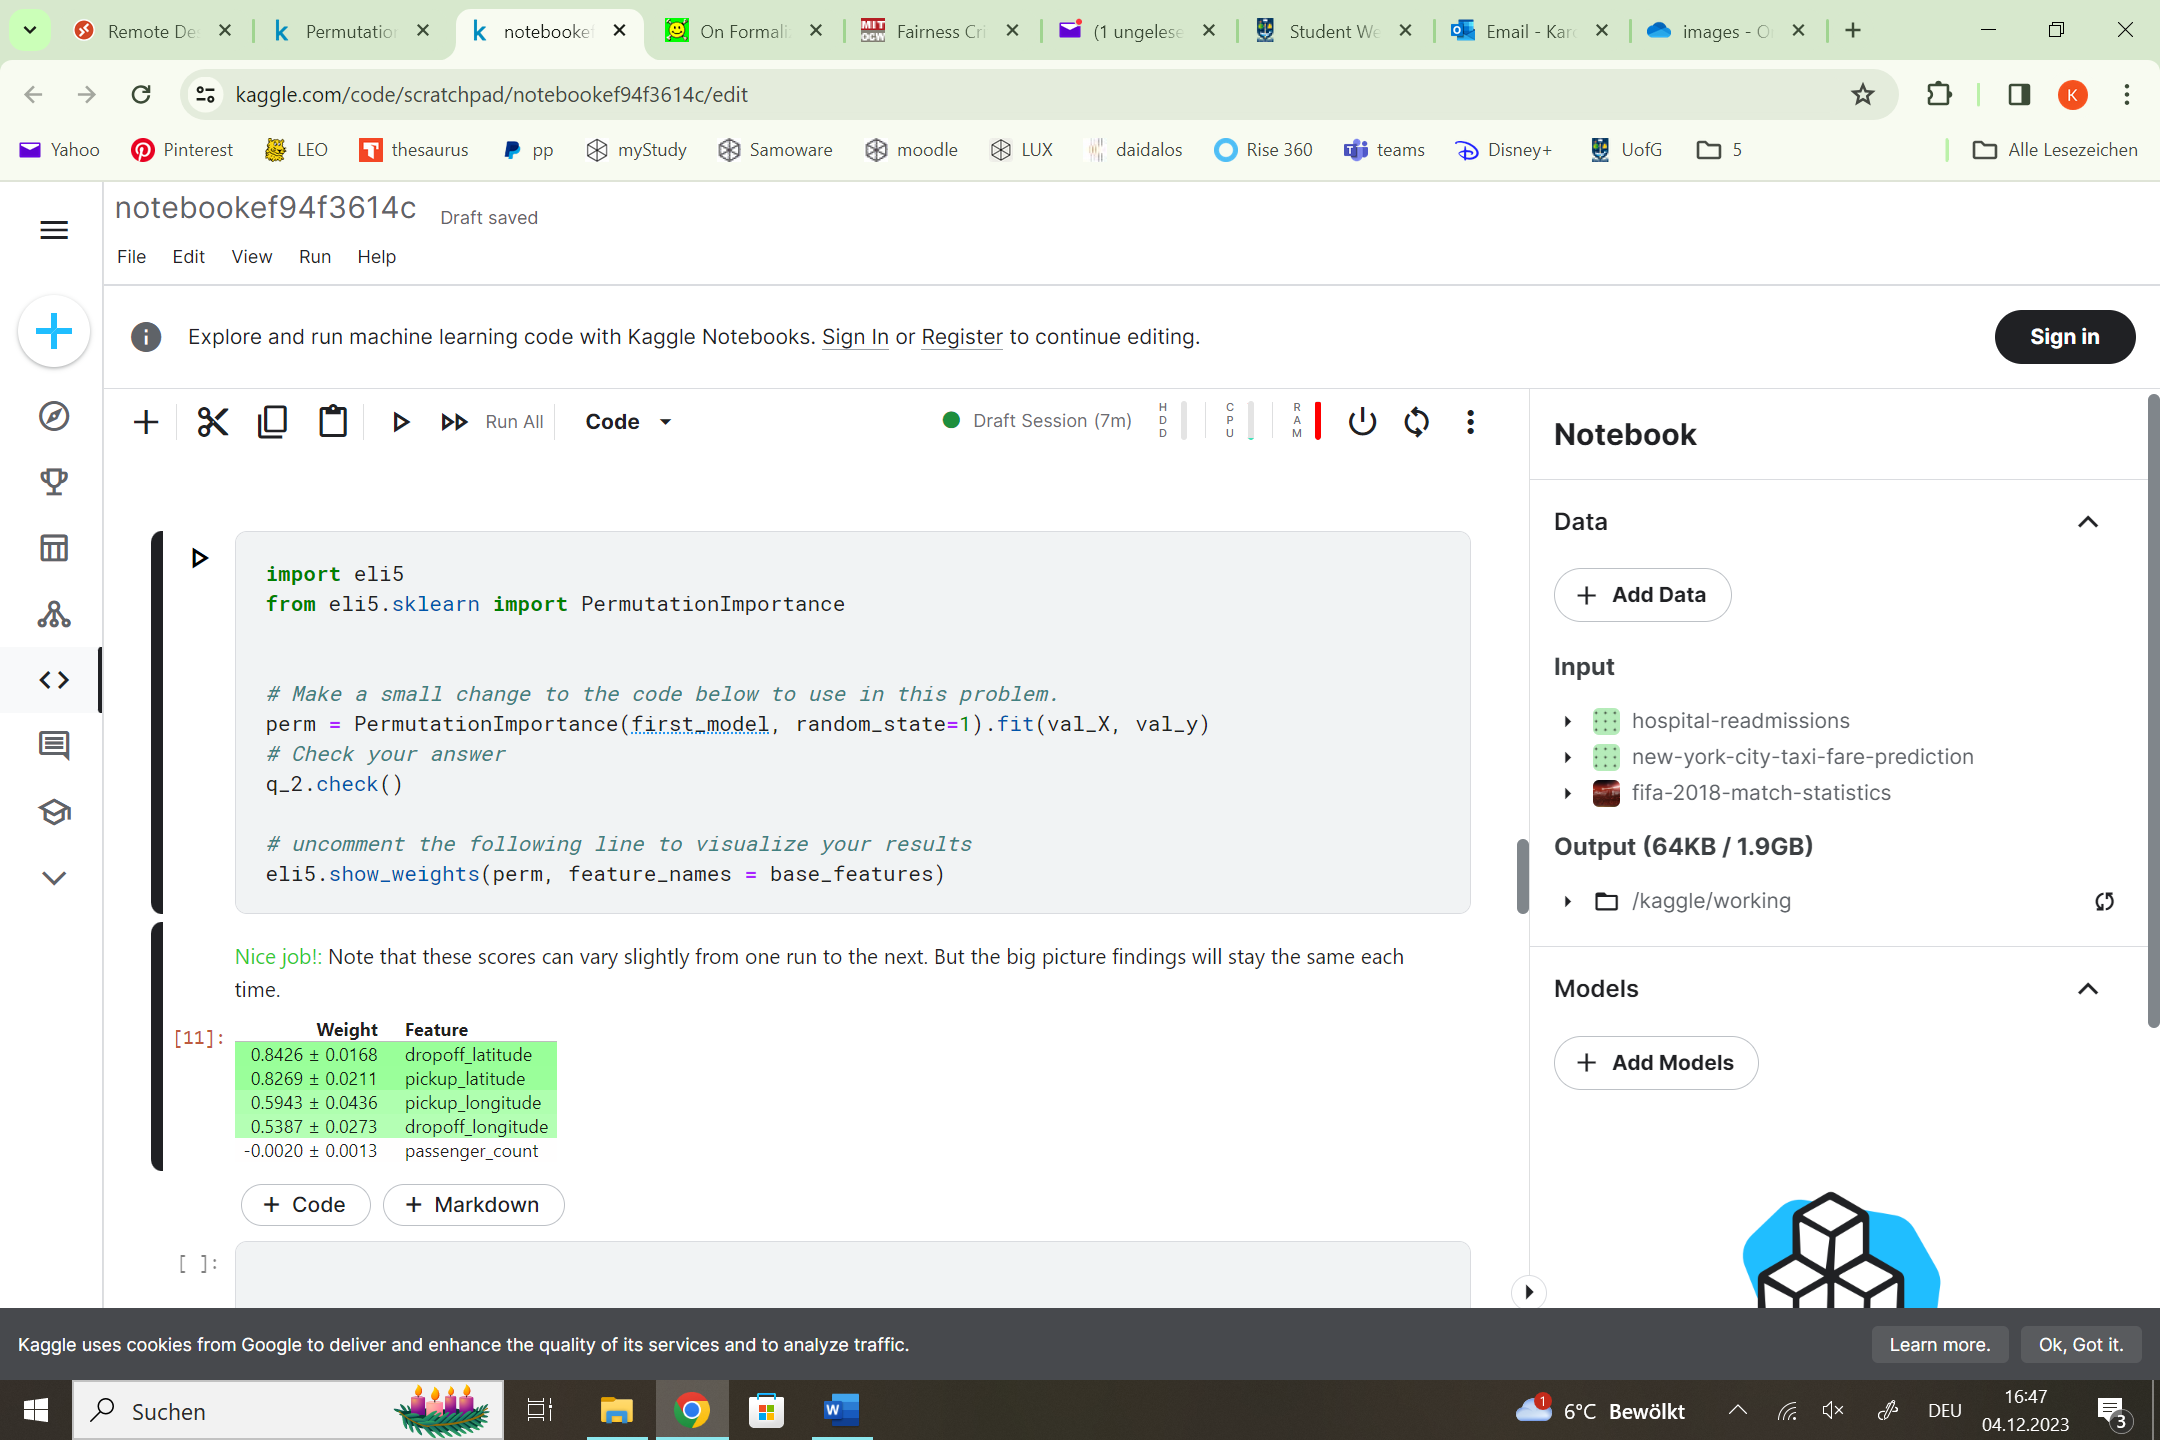 Remote De
Permutation
notebookef
On Formali
MIT OCW
Fairness Cri
(1 ungelese
Student We
Email - Karo
images - O
kaggle.com/code/scratchpad/notebookef94f3614c/edit
K
Yahoo
Pinterest
LEO
thesaurus
pp
myStudy
Samoware
moodle
LUX
daidalos
Rise 360
teams
Disney+
UofG
5
Alle Lesezeichen
notebookef94f3614c Draft saved
File Edit View Run Help
Explore and run machine learning code with Kaggle Notebooks. Sign In or Register to continue editing.
Sign in
Run All
Code
Draft Session (7m)
HDD
CPU
RAM
import eli5
from eli5.sklearn import PermutationImportance
# Make a small change to the code below to use in this problem.
perm = PermutationImportance(first_model, random_state=1).fit(val_X, val_y)
# Check your answer
q_2.check()
# uncomment the following line to visualize your results
eli5.show_weights(perm, feature_names = base_features)
Nice job!: Note that these scores can vary slightly from one run to the next. But the big picture findings will stay the same each
time.
[11]:
Weight Feature
0.8426 ± 0.0168 dropoff_latitude
0.8269 ± 0.0211 pickup_latitude
0.5943 ± 0.0436 pickup_longitude
0.5387 ± 0.0273 dropoff_longitude
-0.0020 ± 0.0013 passenger_count
+ Code
+ Markdown
[ ]:
Notebook
Data
+ Add Data
Input
hospital-readmissions
new-york-city-taxi-fare-prediction
fifa-2018-match-statistics
Output (64KB / 1.9GB)
/kaggle/working
Models
+ Add Models
Kaggle uses cookies from Google to deliver and enhance the quality of its services and to analyze traffic.
Learn more.
Ok, Got it.
Suchen
1
6°C Bewölkt
DEU
16:47
04.12.2023
3